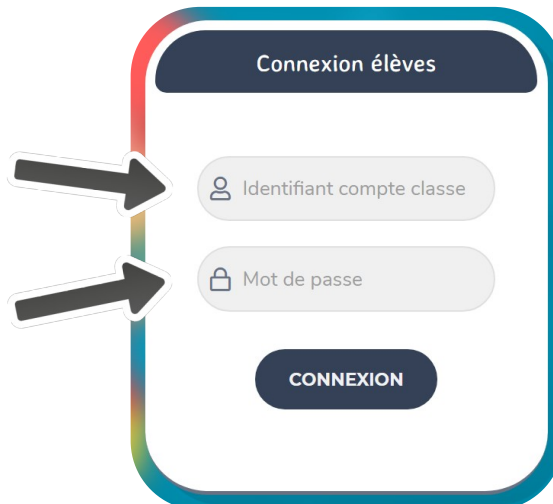 Connexion élèves
Identifiant compte classe
Mot de passe
CONNEXION